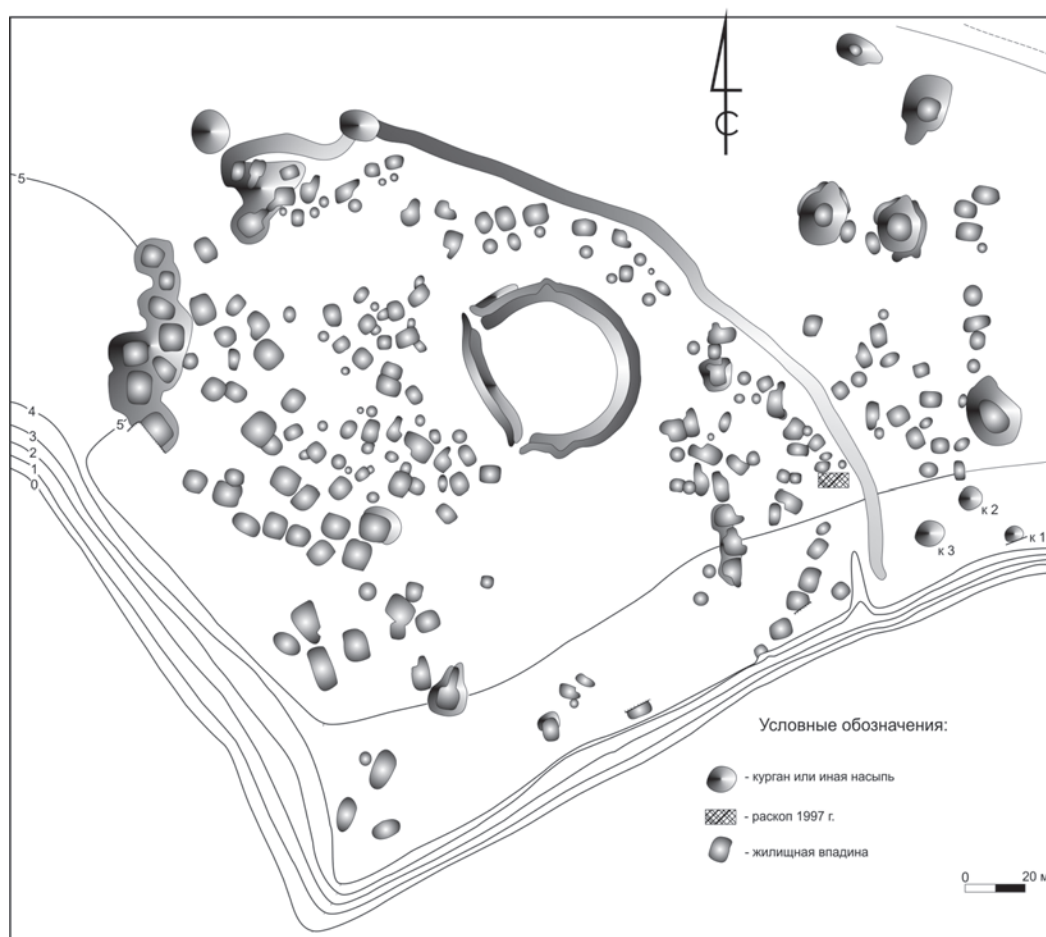 С
5
4
3
2
1
0
5
к 2
к 3
к 1
Условные обозначения:
- курган или иная насыпь
- раскоп 1997 г.
- жилищная впадина
0 20 м